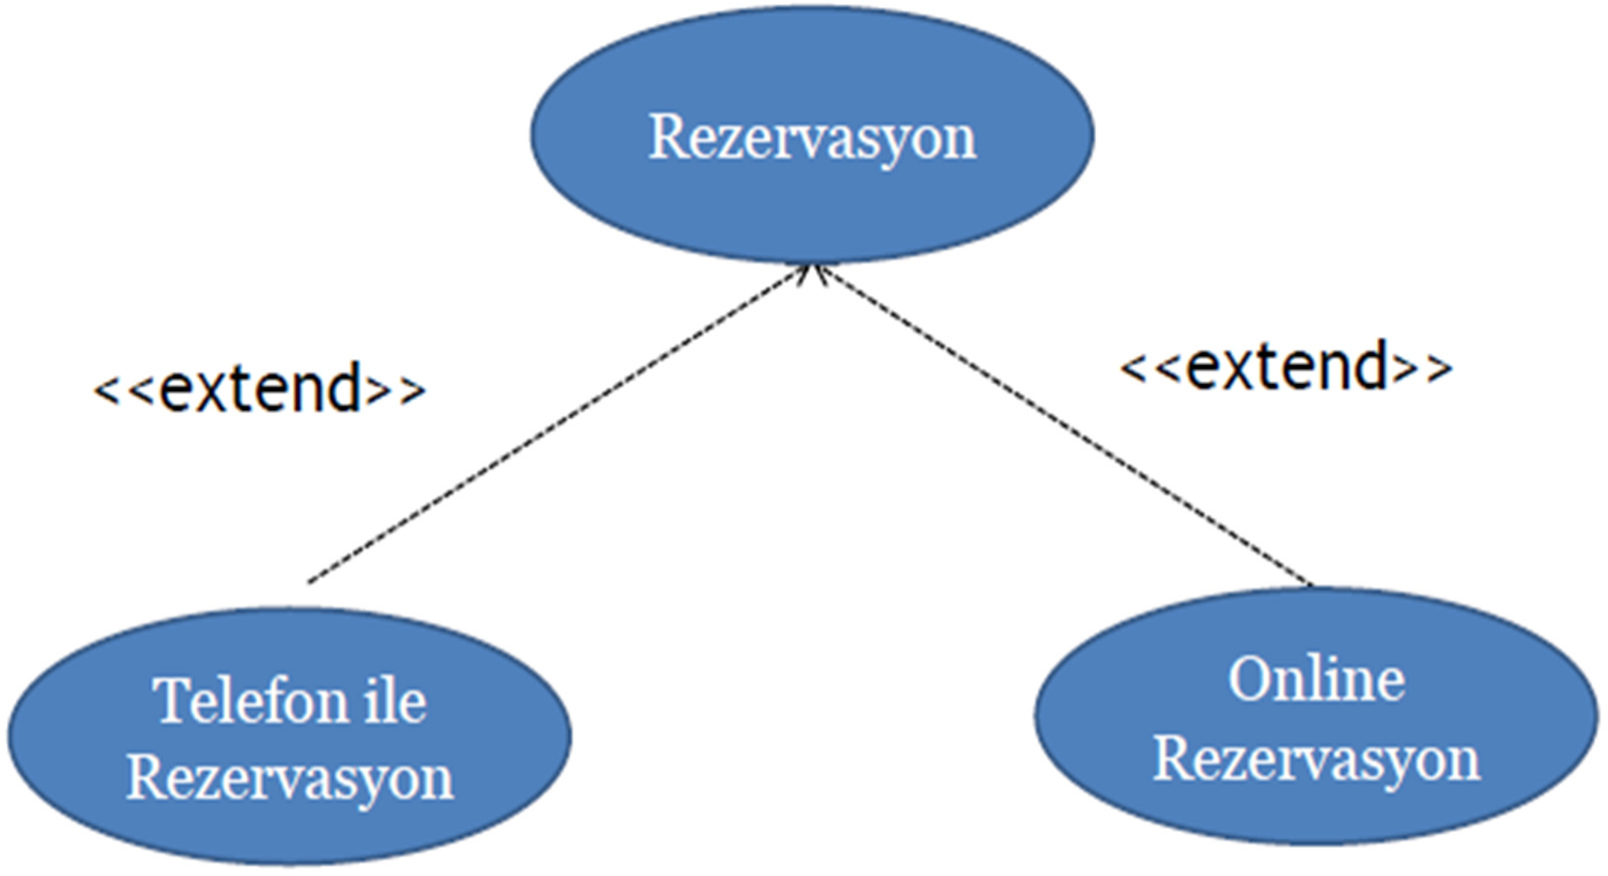 Rezervasyon
<<extend>>
<<extend>>
Telefon ile
Rezervasyon
Online
Rezervasyon